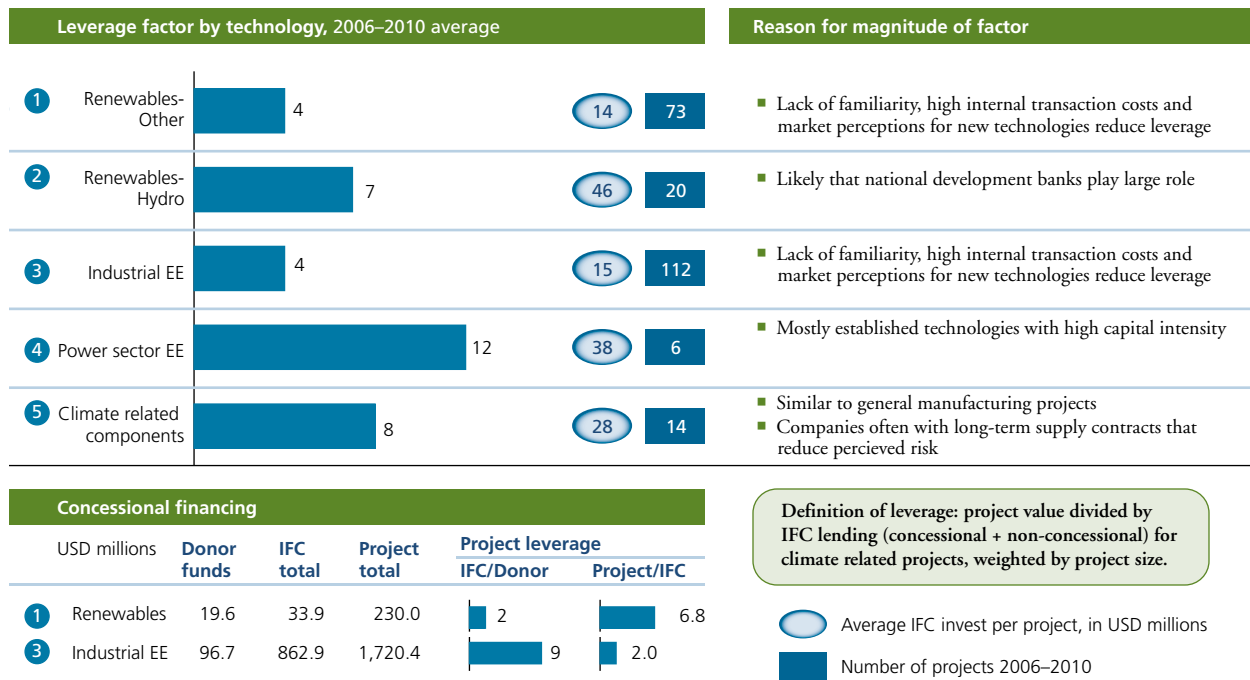 Leverage factor by technology, 2006–2010 average
Reason for magnitude of factor
1
Renewables-
Other
4
14
73
▪ Lack of familiarity, high internal transaction costs and
market perceptions for new technologies reduce leverage
2
Renewables-
Hydro
7
46
20
▪ Likely that national development banks play large role
3
Industrial EE
4
15
112
▪ Lack of familiarity, high internal transaction costs and
market perceptions for new technologies reduce leverage
4
Power sector EE
12
38
6
▪ Mostly established technologies with high capital intensity
5
Climate related
components
8
28
14
▪ Similar to general manufacturing projects
▪ Companies often with long-term supply contracts that
reduce percieved risk
Concessional financing
USD millions
Donor
funds
IFC
total
Project
total
Project leverage
IFC/Donor
Project/IFC
1 Renewables 19.6 33.9 230.0 2 6.8
3 Industrial EE 96.7 862.9 1,720.4 9 2.0
Definition of leverage: project value divided by
IFC lending (concessional + non-concessional) for
climate related projects, weighted by project size.
Average IFC invest per project, in USD millions
Number of projects 2006–2010